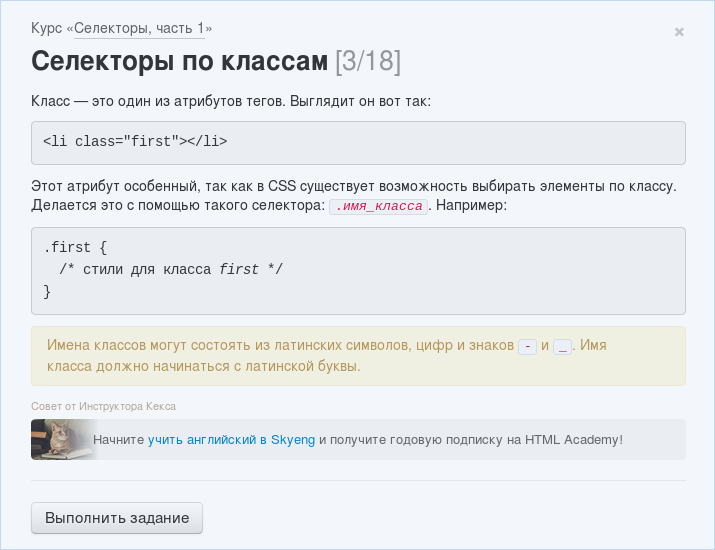 Курс «Селекторы, часть 1»
×
Селекторы по классам [3/18]
Класс — это один из атрибутов тегов. Выглядит он вот так:
<li class="first"></li>
Этот атрибут особенный, так как в CSS существует возможность выбирать элементы по классу.
Делается это с помощью такого селектора: .имя_класса. Например:
.first {
  /* стили для класса first */
}
Имена классов могут состоять из латинских символов, цифр и знаков - и _. Имя
класса должно начинаться с латинской буквы.
Совет от Инструктора Кекса
Начните учить английский в Skyeng и получите годовую подписку на HTML Academy!
Выполнить задание